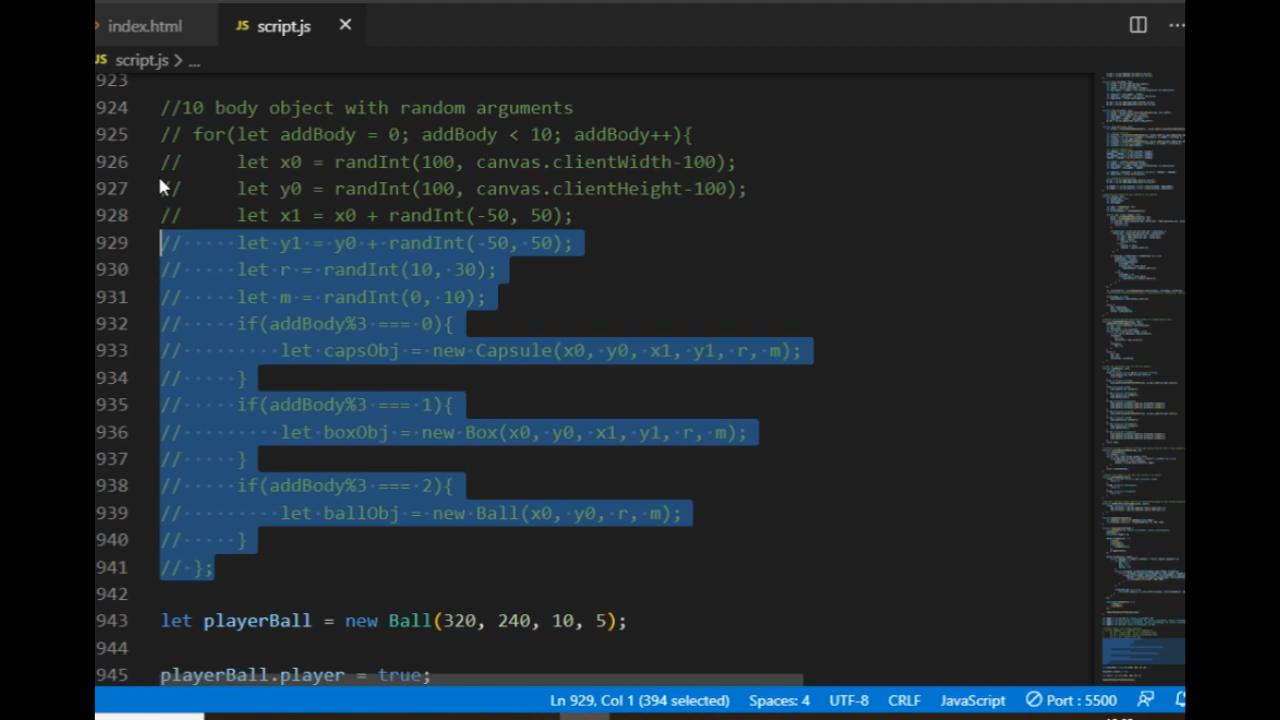 index.html
JS script.js ×
JS script.js > ...
923
924 //10 body object with random arguments
925 // for(let addBody = 0; addBody < 10; addBody++){
926 //     let x0 = randInt(100, canvas.clientWidth-100);
927 //     let y0 = randInt(100, canvas.clientHeight-100);
928 //     let x1 = x0 + randInt(-50, 50);
929 //     let y1 = y0 + randInt(-50, 50);
930 //     let r = randInt(10, 30);
931 //     let m = randInt(0, 10);
932 //     if(addBody%3 === 0){
933 //         let capsObj = new Capsule(x0, y0, x1, y1, r, m);
934 //     }
935 //     if(addBody%3 === 1){
936 //         let boxObj = new Box(x0, y0, x1, y1, r, m);
937 //     }
938 //     if(addBody%3 === 2){
939 //         let ballObj = new Ball(x0, y0, r, m);
940 //     }
941 // };
942
943 let playerBall = new Ball(320, 240, 10, 5);
944
945 playerBall.player = true;
Ln 929, Col 1 (394 selected) Spaces: 4 UTF-8 CRLF JavaScript Port : 5500